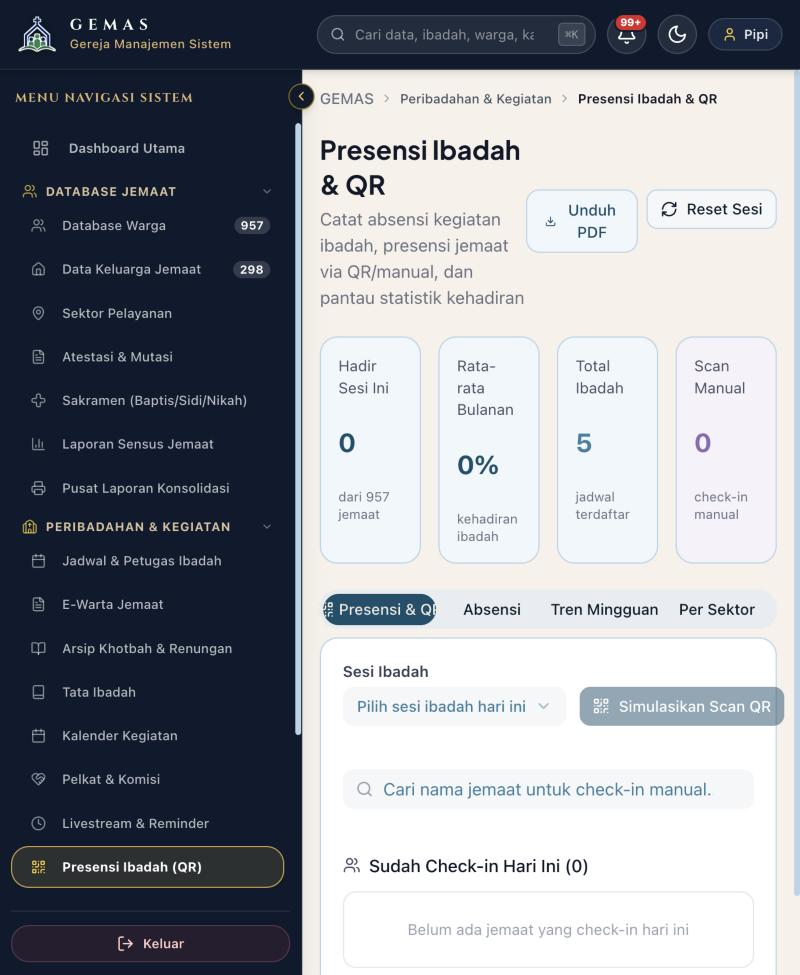 GEMAS
Gereja Manajemen Sistem
Cari data, ibadah, warga, ka
⌘K
99+
Pipi
MENU NAVIGASI SISTEM
Dashboard Utama
DATABASE JEMAAT
Database Warga
957
Data Keluarga Jemaat
298
Sektor Pelayanan
Atestasi & Mutasi
Sakramen (Baptis/Sidi/Nikah)
Laporan Sensus Jemaat
Pusat Laporan Konsolidasi
PERIBADAHAN & KEGIATAN
Jadwal & Petugas Ibadah
E-Warta Jemaat
Arsip Khotbah & Renungan
Tata Ibadah
Kalender Kegiatan
Pelkat & Komisi
Livestream & Reminder
Presensi Ibadah (QR)
Keluar
GEMAS > Peribadahan & Kegiatan > Presensi Ibadah & QR
Presensi Ibadah
& QR
Catat absensi kegiatan
ibadah, presensi jemaat
via QR/manual, dan
pantau statistik kehadiran
Unduh
PDF
Reset Sesi
Hadir
Sesi Ini
0
dari 957
jemaat
Rata-
rata
Bulanan
0%
kehadiran
ibadah
Total
Ibadah
5
jadwal
terdaftar
Scan
Manual
0
check-in
manual
Presensi & QR
Absensi
Tren Mingguan
Per Sektor
Sesi Ibadah
Pilih sesi ibadah hari ini
Simulasikan Scan QR
Cari nama jemaat untuk check-in manual.
Sudah Check-in Hari Ini (0)
Belum ada jemaat yang check-in hari ini